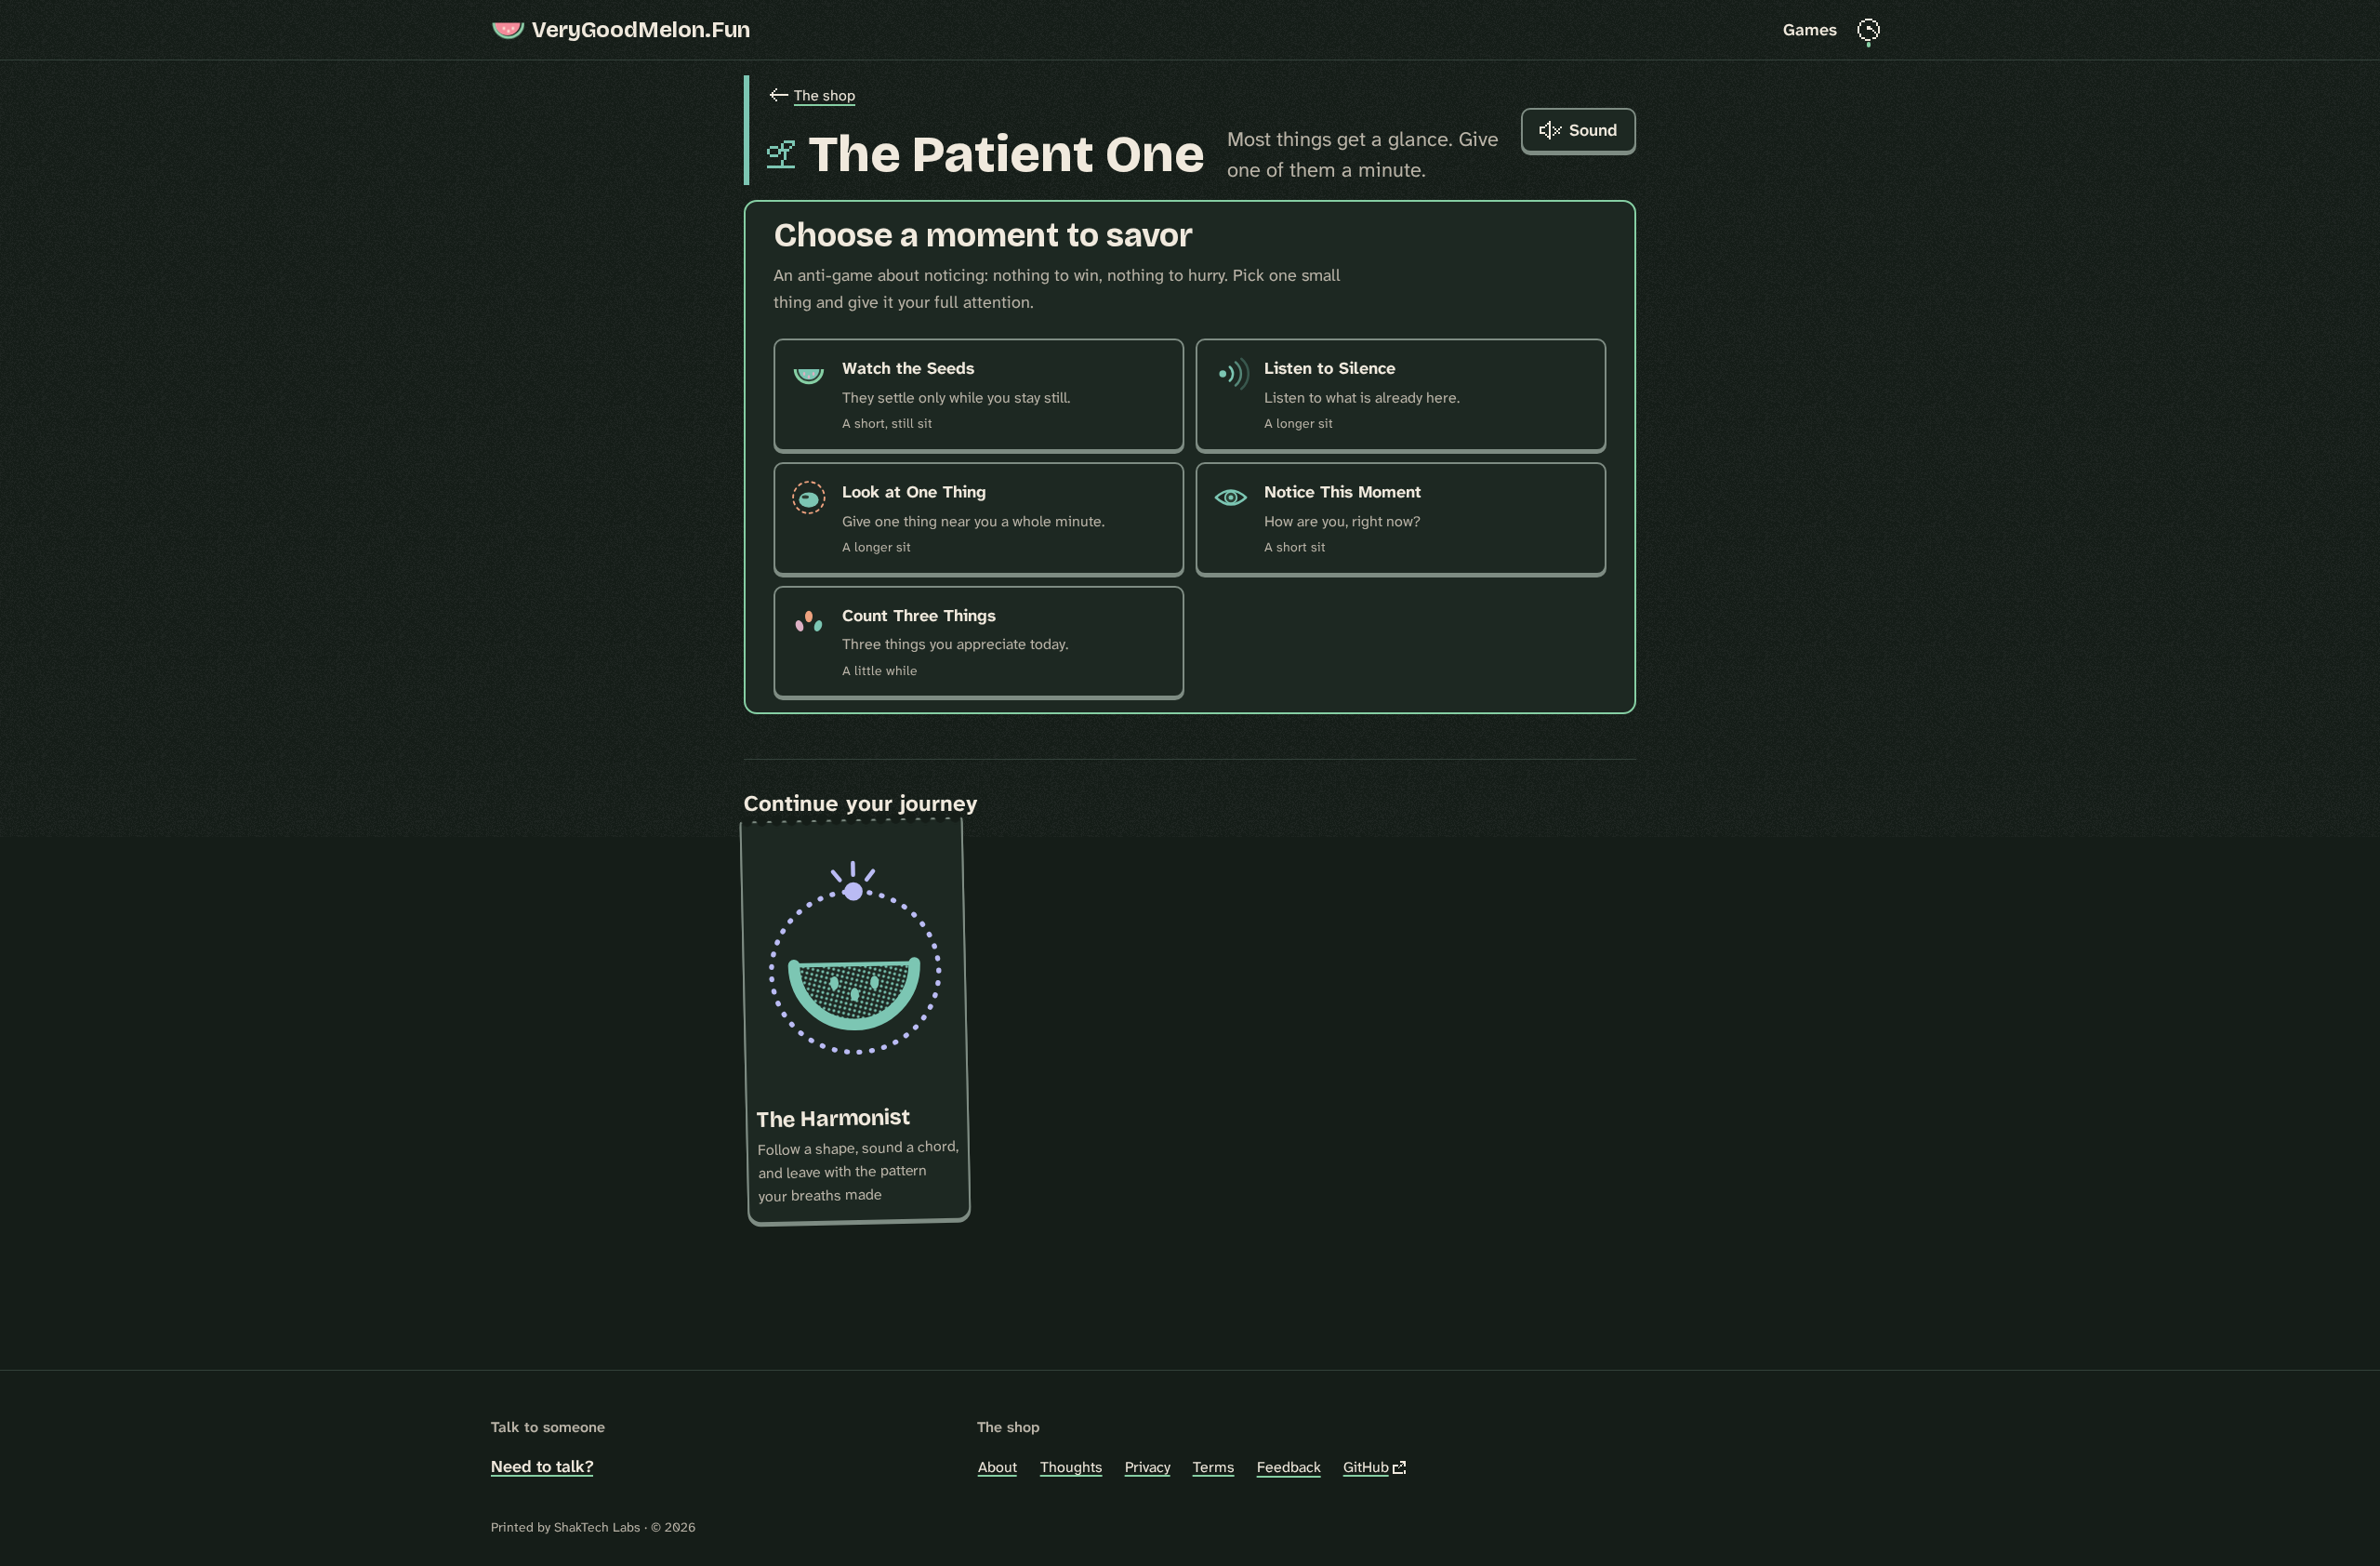 VeryGoodMelon.Fun
Games
The shop
The Patient One
Most things get a glance. Give
one of them a minute.
Sound
Choose a moment to savor
An anti-game about noticing: nothing to win, nothing to hurry. Pick one small
thing and give it your full attention.
Watch the Seeds
They settle only while you stay still.
A short, still sit
Listen to Silence
Listen to what is already here.
A longer sit
Look at One Thing
Give one thing near you a whole minute.
A longer sit
Notice This Moment
How are you, right now?
A short sit
Count Three Things
Three things you appreciate today.
A little while
Continue your journey
The Harmonist
Follow a shape, sound a chord,
and leave with the pattern
your breaths made
Talk to someone
Need to talk?
The shop
About Thoughts Privacy Terms Feedback GitHub
Printed by ShakTech Labs · © 2026